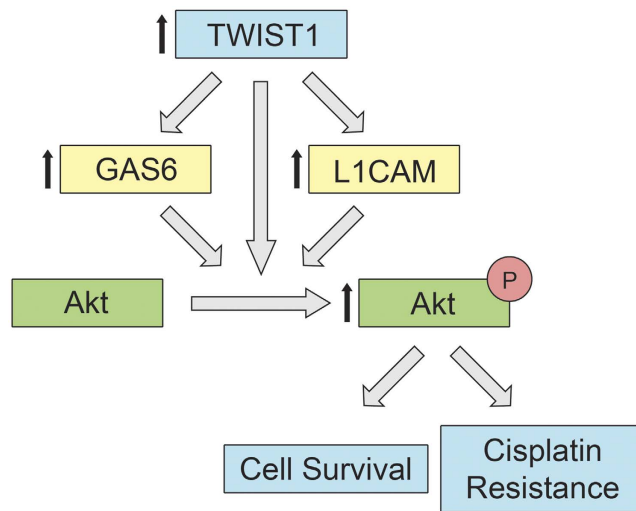 TWIST1
GAS6
L1CAM
Akt
Akt
P
Cell Survival
Cisplatin
Resistance